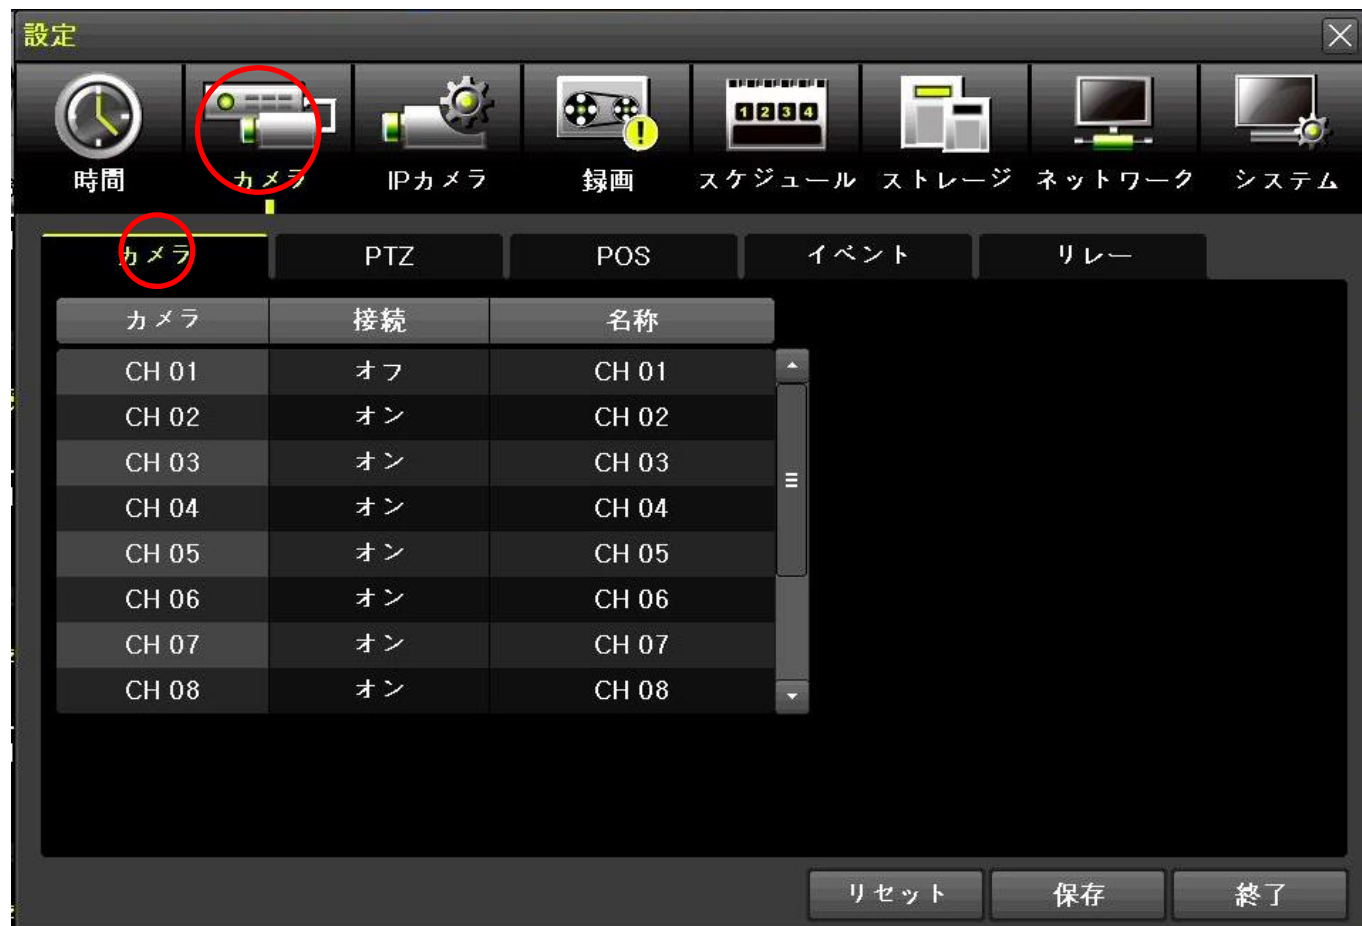 設定
1 2 3 4
時間 カメラ IPカメラ 録画 スケジュール ストレージ ネットワーク システム
カメラ PTZ POS イベント リレー
カメラ 接続 名称
CH 01 オフ CH 01
CH 02 オン CH 02
CH 03 オン CH 03
CH 04 オン CH 04
CH 05 オン CH 05
CH 06 オン CH 06
CH 07 オン CH 07
CH 08 オン CH 08
リセット 保存 終了